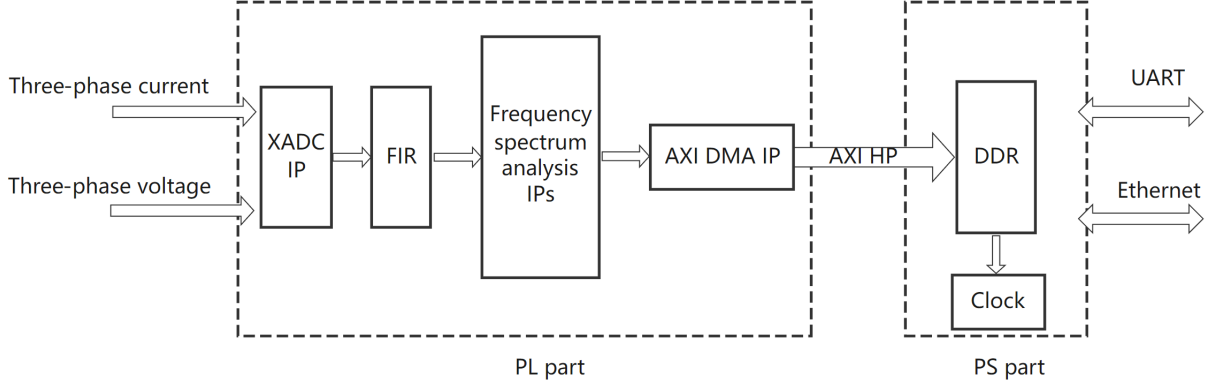 Three-phase current
Three-phase voltage
XADC
IP
FIR
Frequency
spectrum
analysis
IPs
AXI DMA IP
AXI HP
DDR
Clock
UART
Ethernet
PL part
PS part